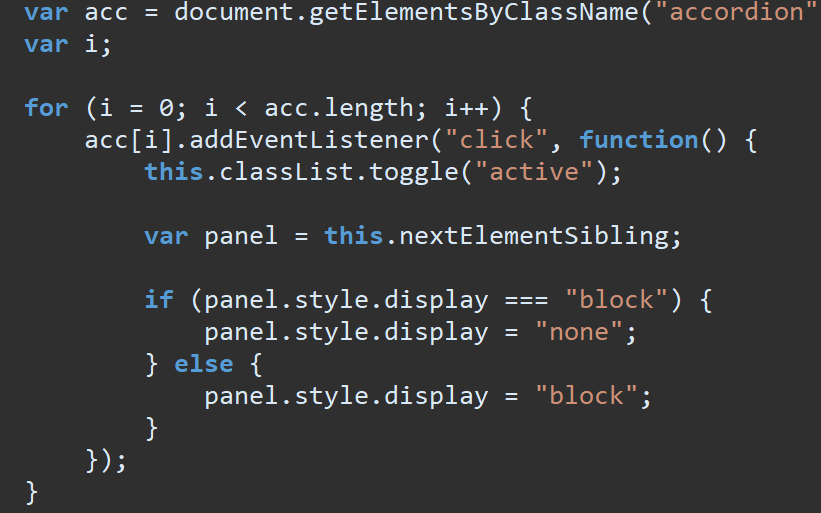 var acc = document.getElementsByClassName("accordion"
var i;

for (i = 0; i < acc.length; i++) {
    acc[i].addEventListener("click", function() {
        this.classList.toggle("active");

        var panel = this.nextElementSibling;

        if (panel.style.display === "block") {
            panel.style.display = "none";
        } else {
            panel.style.display = "block";
        }
    });
}